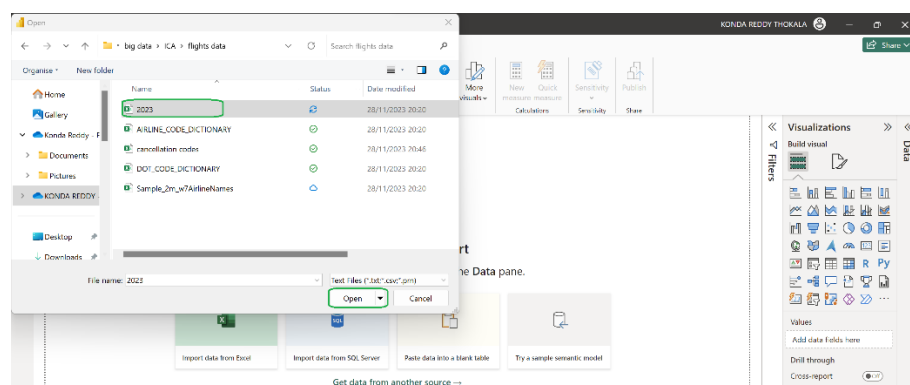 Open
KONDA REDDY THOKALA
big data > ICA > flights data
Search flights data
Share
Organise
New folder
Home
Gallery
Konda Reddy - F
Documents
Pictures
KONDA REDDY
Desktop
Downloads
Name
Status
Date modified
2023
28/11/2023 20:20
AIRLINE_CODE_DICTIONARY
28/11/2023 20:20
cancellation codes
28/11/2023 20:46
DOT_CODE_DICTIONARY
28/11/2023 20:20
Sample_2m_w7AirlineNames
28/11/2023 20:20
File name: 2023
Text Files (*.txt;*.csv;*.prn)
Open
Cancel
More
visuals
New
measure
Quick
measure
Calculations
Sensitivity
Sensitivity
Publish
Share
rt
he Data pane.
Import data from Excel
SQL
Import data from SQL Server
Paste data into a blank table
Try a sample semantic model
Get data from another source →
Filters
Visualizations
Build visual
R Py
Values
Add data fields here
Drill through
Cross-report
Off
Data